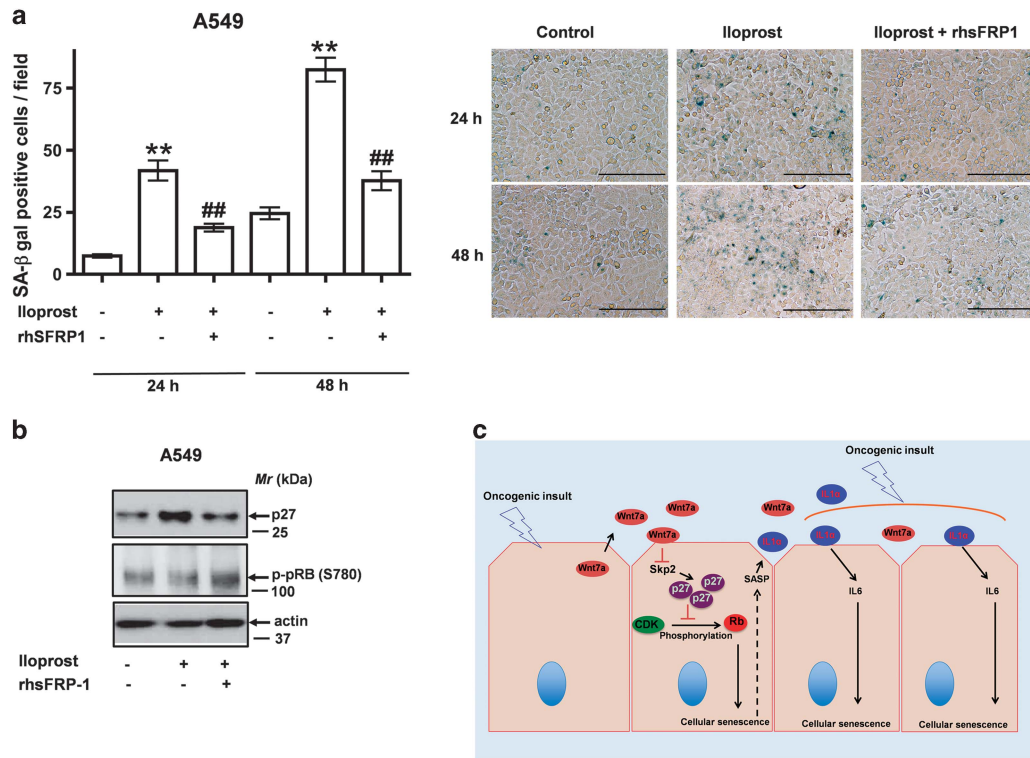 a
A549
SA-β gal positive cells / field
75
50
25
0
**
##
**
##
Iloprost - + + - + +
rhSFRP1 - - + - - +
24 h 48 h
Control Iloprost Iloprost + rhsFRP1
24 h
48 h
b
A549
Mr (kDa)
p27
25
p-pRB (S780)
100
actin
37
Iloprost - + +
rhsFRP-1 - - +
c
Oncogenic insult
Oncogenic insult
Wnt7a
Wnt7a
Wnt7a
Wnt7a
Wnt7a
Wnt7a
IL1α
IL1α
IL1α
IL1α
Skp2
p27
p27
p27
SASP
CDK
Rb
Phosphorylation
IL6
IL6
Cellular senescence
Cellular senescence
Cellular senescence